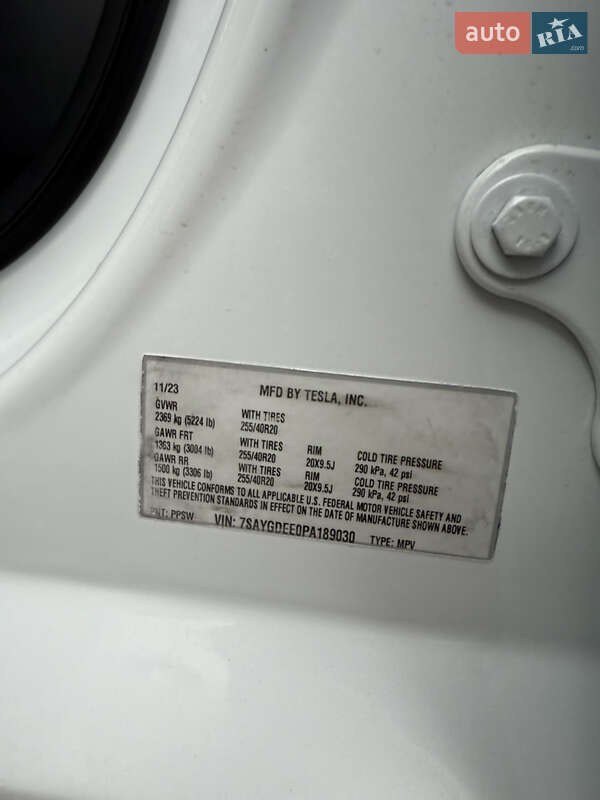 auto RIA .com
11/23 MFD BY TESLA, INC.
GVWR
2369 kg (5224 lb) WITH TIRES 255/40R20
GAWR FRT
1363 kg (3004 lb) WITH TIRES 255/40R20 RIM 20X9.5J COLD TIRE PRESSURE 290 kPa, 42 psi
GAWR RR
1500 kg (3306 lb) WITH TIRES 255/40R20 RIM 20X9.5J COLD TIRE PRESSURE 290 kPa, 42 psi
THIS VEHICLE CONFORMS TO ALL APPLICABLE U.S. FEDERAL MOTOR VEHICLE SAFETY AND
THEFT PREVENTION STANDARDS IN EFFECT ON THE DATE OF MANUFACTURE SHOWN ABOVE.
PNT: PPSW VIN: 7SAYGDEE0PA189030 TYPE: MPV